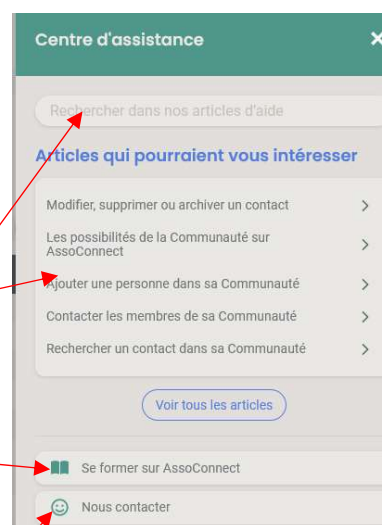 Centre d'assistance
Rechercher dans nos articles d'aide
Articles qui pourraient vous intéresser
Modifier, supprimer ou archiver un contact
Les possibilités de la Communauté sur
AssoConnect
Ajouter une personne dans sa Communauté
Contacter les membres de sa Communauté
Rechercher un contact dans sa Communauté
Voir tous les articles
Se former sur AssoConnect
Nous contacter